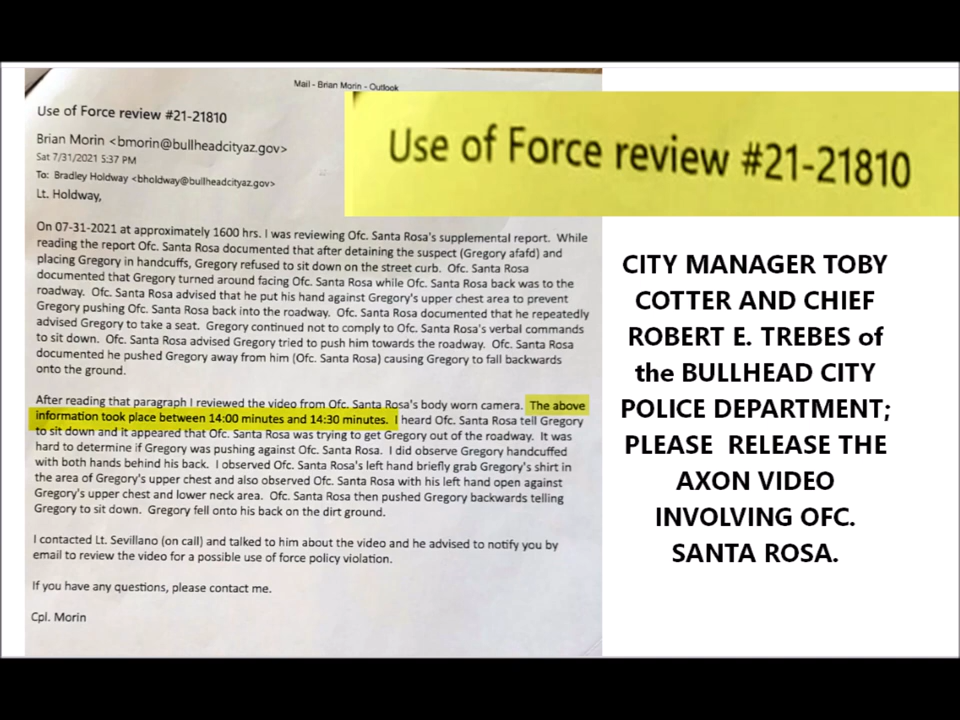 Mail - Brian Morin - Outlook
Use of Force review #21-21810
Brian Morin <bmorin@bullheadcityaz.gov>
Sat 7/31/2021 5:37 PM
To: Bradley Holdway <bholdway@bullheadcityaz.gov>
Lt. Holdway,
On 07-31-2021 at approximately 1600 hrs. I was reviewing Ofc. Santa Rosa's supplemental report. While
reading the report Ofc. Santa Rosa documented that after detaining the suspect (Gregory afafd) and
placing Gregory in handcuffs, Gregory refused to sit down on the street curb. Ofc. Santa Rosa
documented that Gregory turned around facing Ofc. Santa Rosa while Ofc. Santa Rosa back was to the
roadway. Ofc. Santa Rosa advised that he put his hand against Gregory's upper chest area to prevent
Gregory pushing Ofc. Santa Rosa back into the roadway. Ofc. Santa Rosa documented that he repeatedly
advised Gregory to take a seat. Gregory continued not to comply to Ofc. Santa Rosa's verbal commands
to sit down. Ofc. Santa Rosa advised Gregory tried to push him towards the roadway. Ofc. Santa Rosa
documented he pushed Gregory away from him (Ofc. Santa Rosa) causing Gregory to fall backwards
onto the ground.
After reading that paragraph I reviewed the video from Ofc. Santa Rosa's body worn camera. The above
information took place between 14:00 minutes and 14:30 minutes. I heard Ofc. Santa Rosa tell Gregory
to sit down and it appeared that Ofc. Santa Rosa was trying to get Gregory out of the roadway. It was
hard to determine if Gregory was pushing against Ofc. Santa Rosa. I did observe Gregory handcuffed
with both hands behind his back. I observed Ofc. Santa Rosa's left hand briefly grab Gregory's shirt in
the area of Gregory's upper chest and also observed Ofc. Santa Rosa with his left hand open against
Gregory's upper chest and lower neck area. Ofc. Santa Rosa then pushed Gregory backwards telling
Gregory to sit down. Gregory fell onto his back on the dirt ground.
I contacted Lt. Sevillano (on call) and talked to him about the video and he advised to notify you by
email to review the video for a possible use of force policy violation.
If you have any questions, please contact me.
Cpl. Morin
Use of Force review #21-21810
CITY MANAGER TOBY
COTTER AND CHIEF
ROBERT E. TREBES of
the BULLHEAD CITY
POLICE DEPARTMENT;
PLEASE RELEASE THE
AXON VIDEO
INVOLVING OFC.
SANTA ROSA.